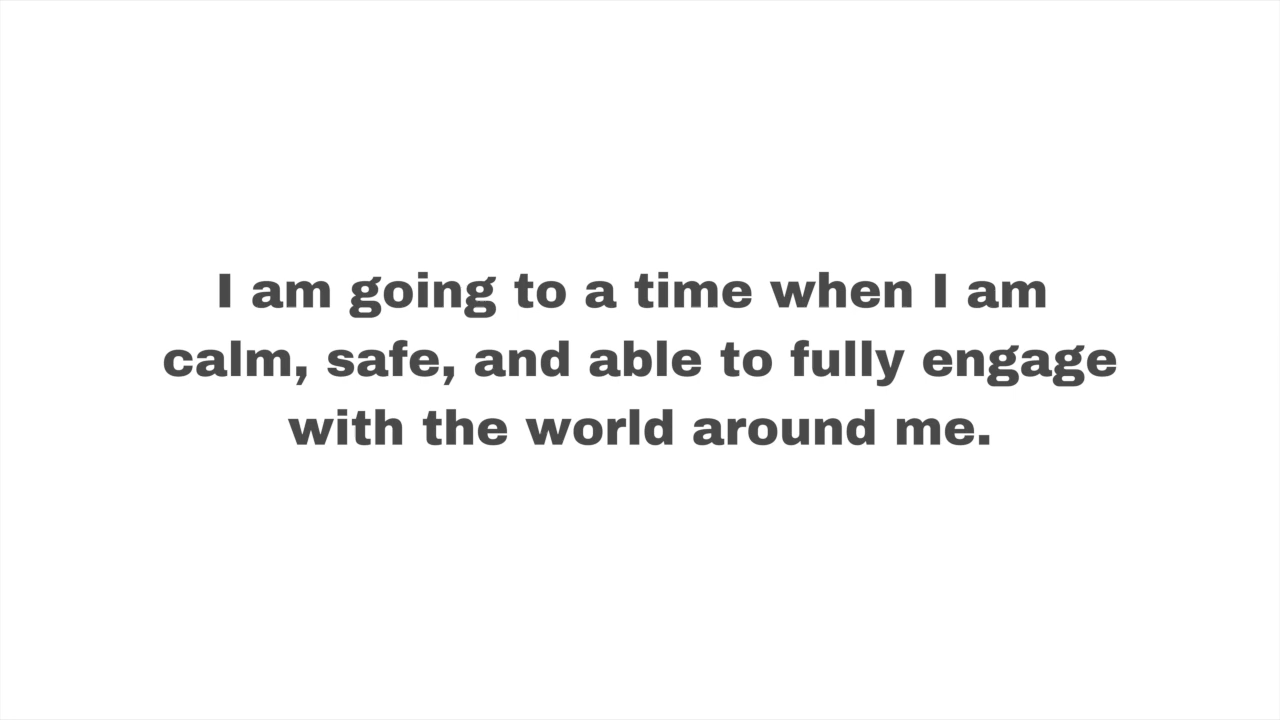 I am going to a time when I am
calm, safe, and able to fully engage
with the world around me.